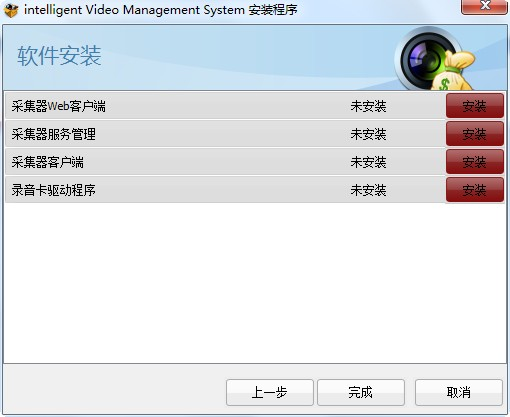 intelligent Video Management System 安装程序
软件安装
$
采集器Web客户端 未安装 安装
采集器服务管理 未安装 安装
采集器客户端 未安装 安装
录音卡驱动程序 未安装 安装
上一步 完成 取消